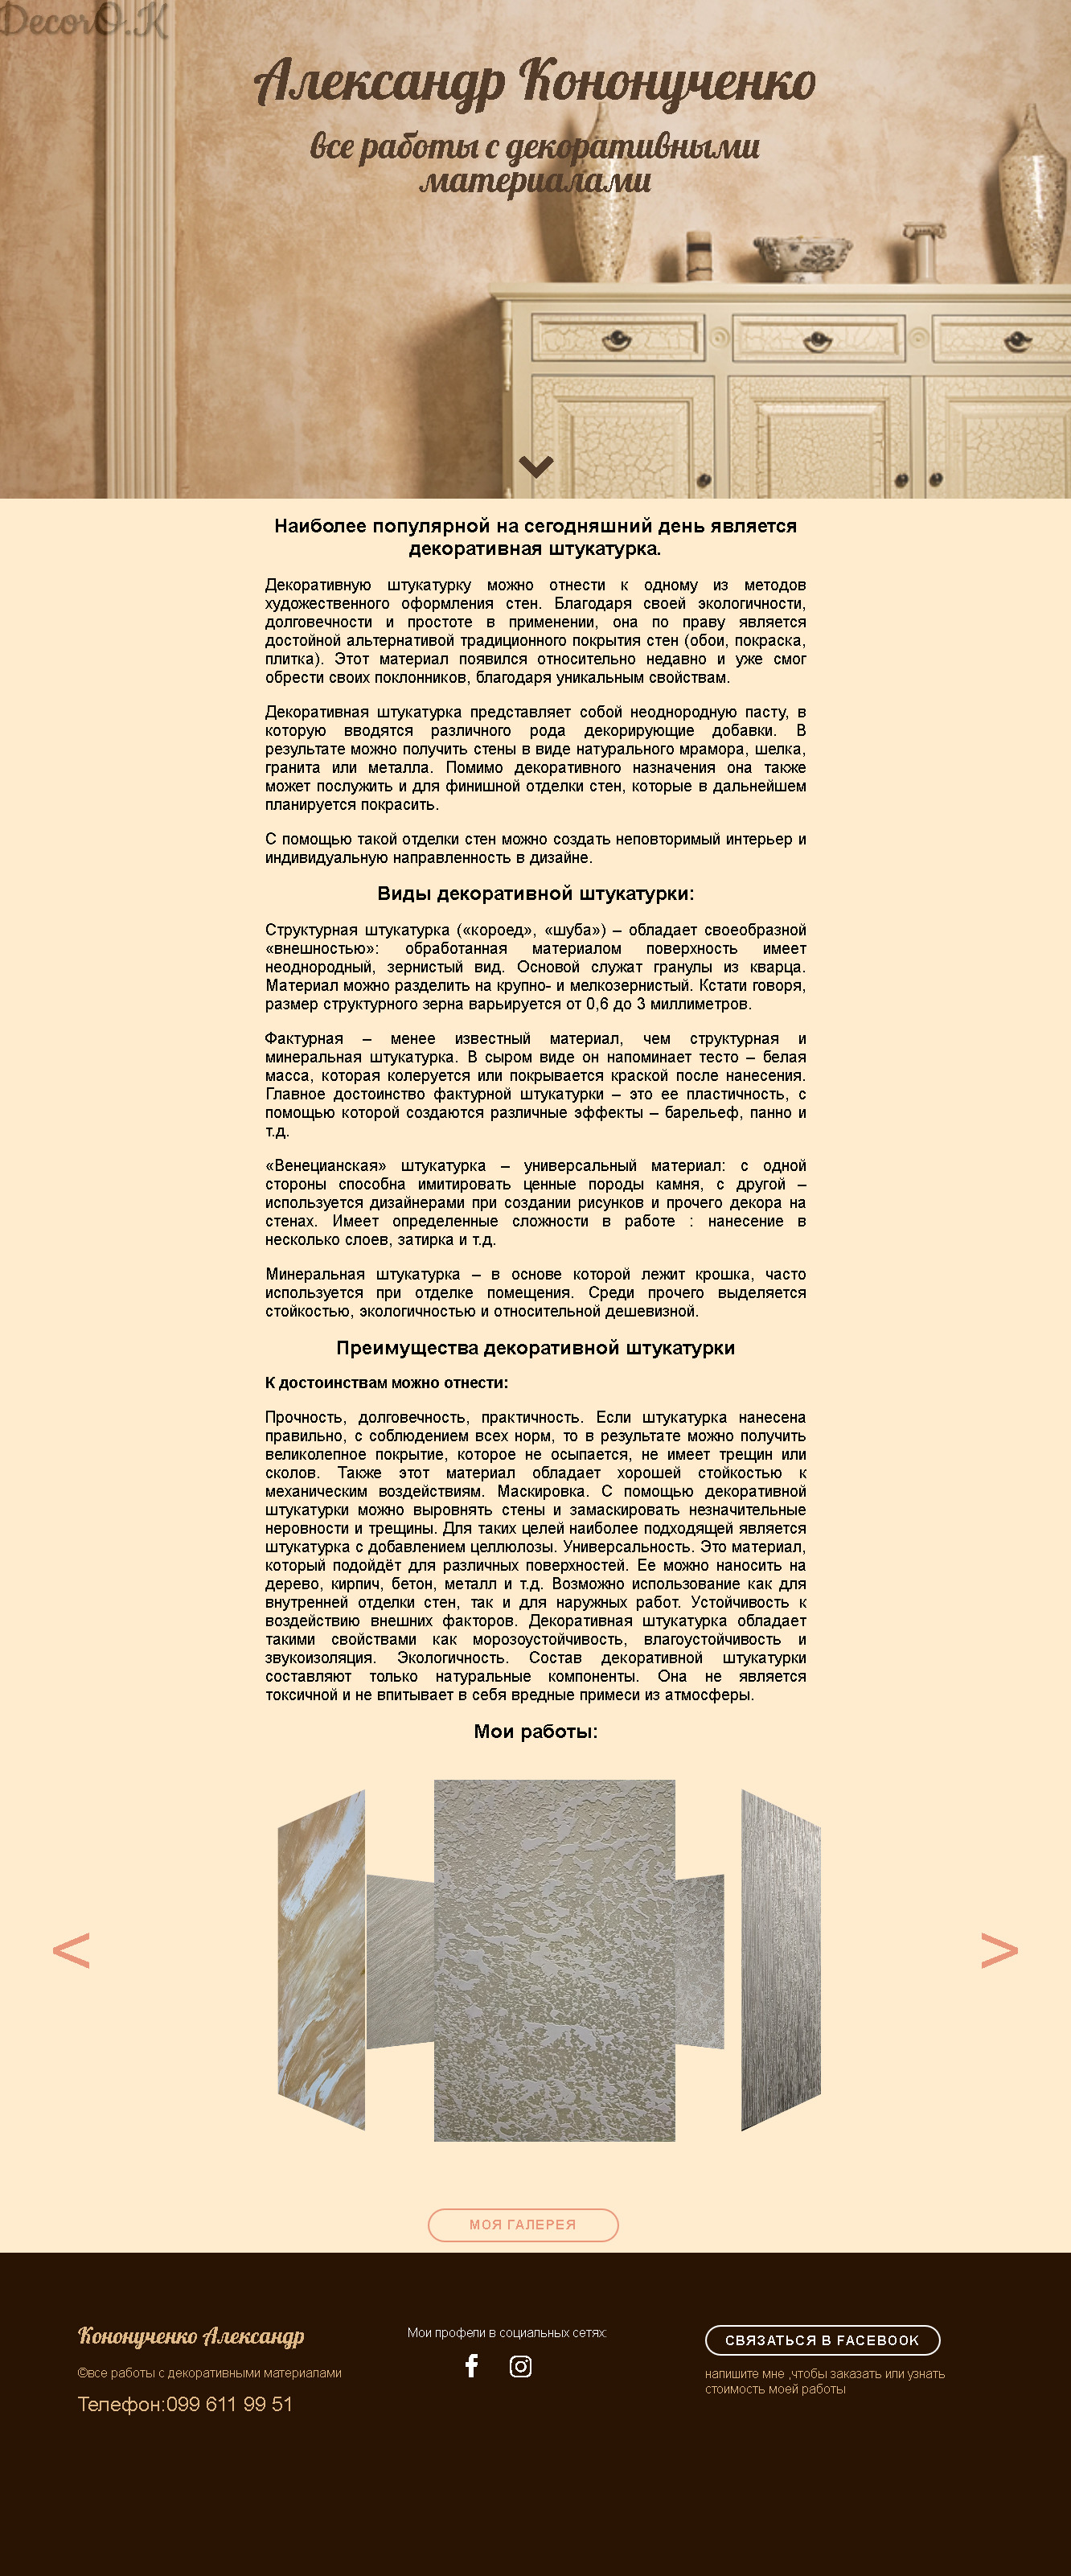 DecorO.K
Александр Кононученко
все работы с декоративными
материалами
Наиболее популярной на сегодняшний день является
декоративная штукатурка.
Декоративную штукатурку можно отнести к одному из методов
художественного оформления стен. Благодаря своей экологичности,
долговечности и простоте в применении, она по праву является
достойной альтернативой традиционного покрытия стен (обои, покраска,
плитка). Этот материал появился относительно недавно и уже смог
обрести своих поклонников, благодаря уникальным свойствам.
Декоративная штукатурка представляет собой неоднородную пасту, в
которую вводятся различного рода декорирующие добавки. В
результате можно получить стены в виде натурального мрамора, шелка,
гранита или металла. Помимо декоративного назначения она также
может послужить и для финишной отделки стен, которые в дальнейшем
планируется покрасить.
С помощью такой отделки стен можно создать неповторимый интерьер и
индивидуальную направленность в дизайне.
Виды декоративной штукатурки:
Структурная штукатурка («короед», «шуба») – обладает своеобразной
«внешностью»: обработанная материалом поверхность имеет
неоднородный, зернистый вид. Основой служат гранулы из кварца.
Материал можно разделить на крупно- и мелкозернистый. Кстати говоря,
размер структурного зерна варьируется от 0,6 до 3 миллиметров.
Фактурная – менее известный материал, чем структурная и
минеральная штукатурка. В сыром виде он напоминает тесто – белая
масса, которая колеруется или покрывается краской после нанесения.
Главное достоинство фактурной штукатурки – это ее пластичность, с
помощью которой создаются различные эффекты – барельеф, панно и
т.д.
«Венецианская» штукатурка – универсальный материал: с одной
стороны способна имитировать ценные породы камня, с другой –
используется дизайнерами при создании рисунков и прочего декора на
стенах. Имеет определенные сложности в работе : нанесение в
несколько слоев, затирка и т.д.
Минеральная штукатурка – в основе которой лежит крошка, часто
используется при отделке помещения. Среди прочего выделяется
стойкостью, экологичностью и относительной дешевизной.
Преимущества декоративной штукатурки
К достоинствам можно отнести:
Прочность, долговечность, практичность. Если штукатурка нанесена
правильно, с соблюдением всех норм, то в результате можно получить
великолепное покрытие, которое не осыпается, не имеет трещин или
сколов. Также этот материал обладает хорошей стойкостью к
механическим воздействиям. Маскировка. С помощью декоративной
штукатурки можно выровнять стены и замаскировать незначительные
неровности и трещины. Для таких целей наиболее подходящей является
штукатурка с добавлением целлюлозы. Универсальность. Это материал,
который подойдёт для различных поверхностей. Ее можно наносить на
дерево, кирпич, бетон, металл и т.д. Возможно использование как для
внутренней отделки стен, так и для наружных работ. Устойчивость к
воздействию внешних факторов. Декоративная штукатурка обладает
такими свойствами как морозоустойчивость, влагоустойчивость и
звукоизоляция. Экологичность. Состав декоративной штукатурки
составляют только натуральные компоненты. Она не является
токсичной и не впитывает в себя вредные примеси из атмосферы.
Мои работы:
< >
МОЯ ГАЛЕРЕЯ
Кононученко Александр
©все работы с декоративными материалами
Телефон:099 611 99 51
Мои профели в социальных сетях:
СВЯЗАТЬСЯ В FACEBOOK
напишите мне ,чтобы заказать или узнать
стоимость моей работы